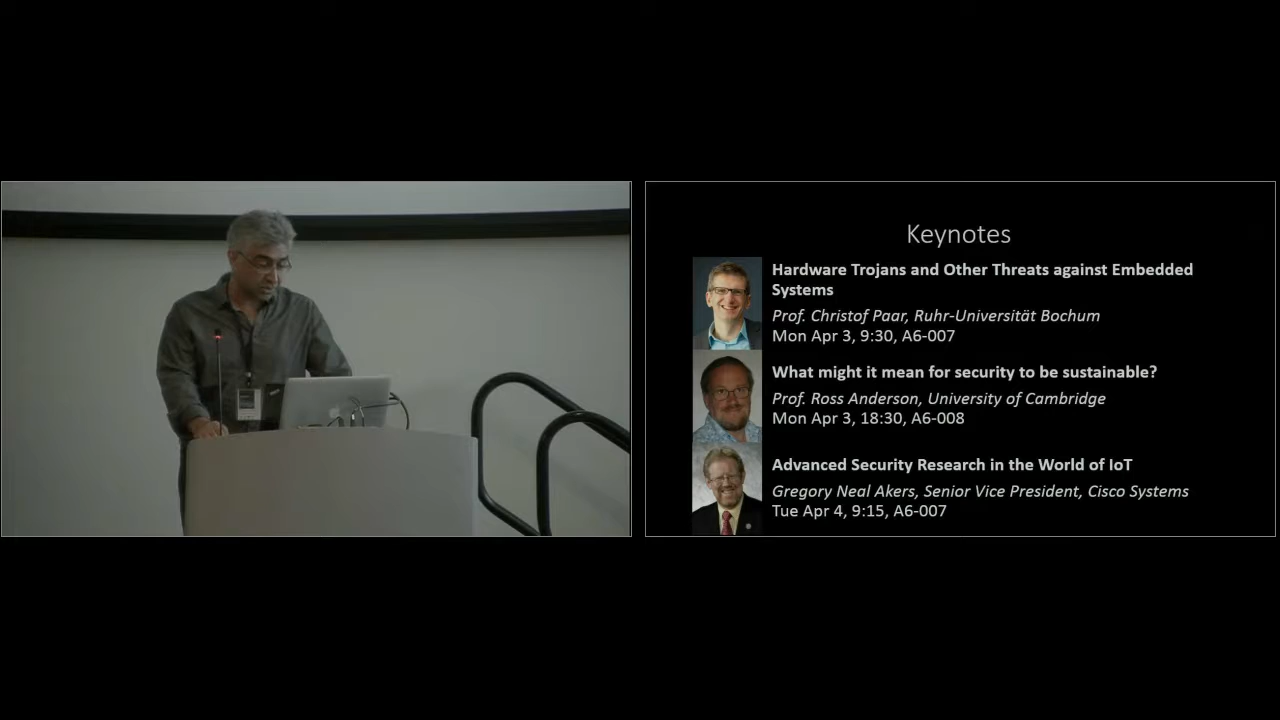 Keynotes
Hardware Trojans and Other Threats against Embedded
Systems
Prof. Christof Paar, Ruhr-Universität Bochum
Mon Apr 3, 9:30, A6-007
What might it mean for security to be sustainable?
Prof. Ross Anderson, University of Cambridge
Mon Apr 3, 18:30, A6-008
Advanced Security Research in the World of IoT
Gregory Neal Akers, Senior Vice President, Cisco Systems
Tue Apr 4, 9:15, A6-007